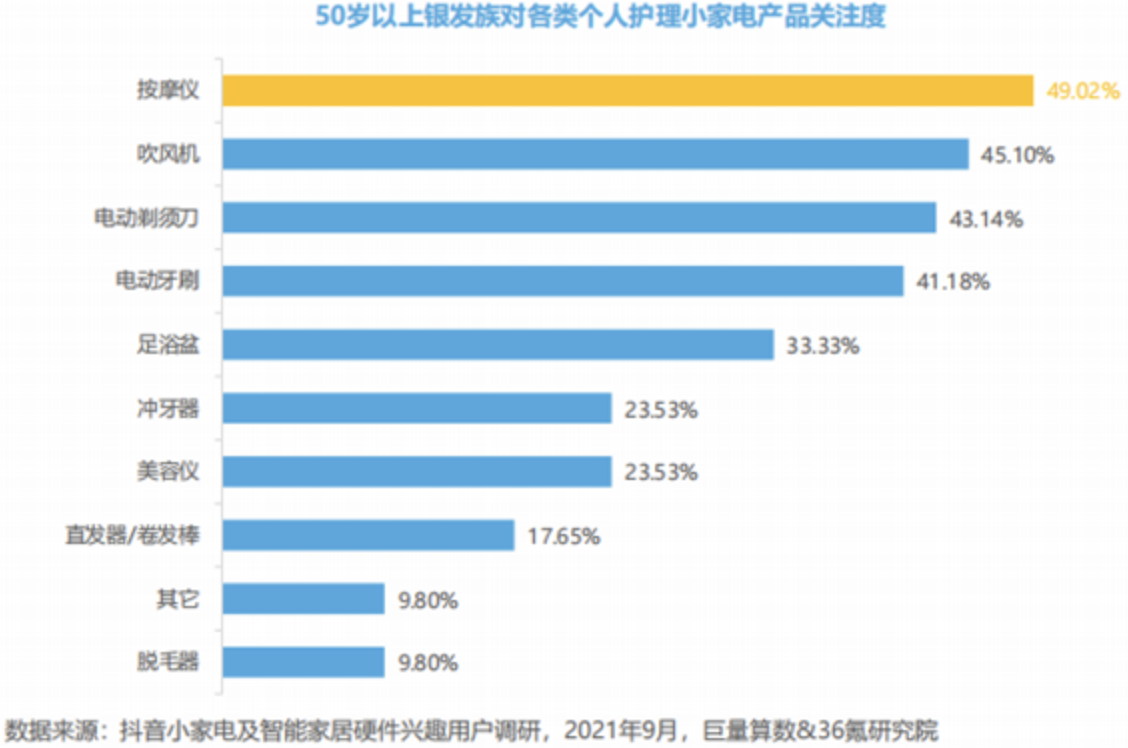 50岁以上银发族对各类个人护理小家电产品关注度
按摩仪 49.02%
吹风机 45.10%
电动剃须刀 43.14%
电动牙刷 41.18%
足浴盆 33.33%
冲牙器 23.53%
美容仪 23.53%
直发器/卷发棒 17.65%
其它 9.80%
脱毛器 9.80%
数据来源：抖音小家电及智能家居硬件兴趣用户调研，2021年9月，巨量算数&36氪研究院